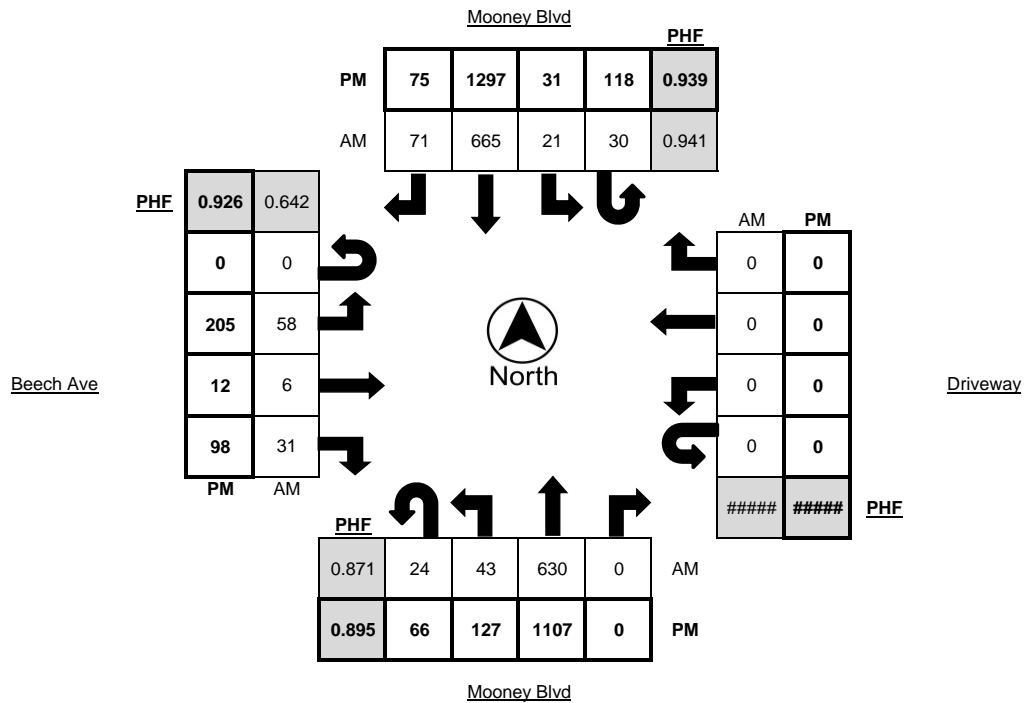 Mooney Blvd
PHF
PM 75 1297 31 118 0.939
AM 71 665 21 30 0.941
PHF 0.926 0.642
AM PM
0 0
0 0
205 58
0 0
North
12 6
0 0
Beech Ave
Driveway
98 31
0 0
PM AM
##### ##### PHF
PHF
0.871 24 43 630 0 AM
0.895 66 127 1107 0 PM
Mooney Blvd